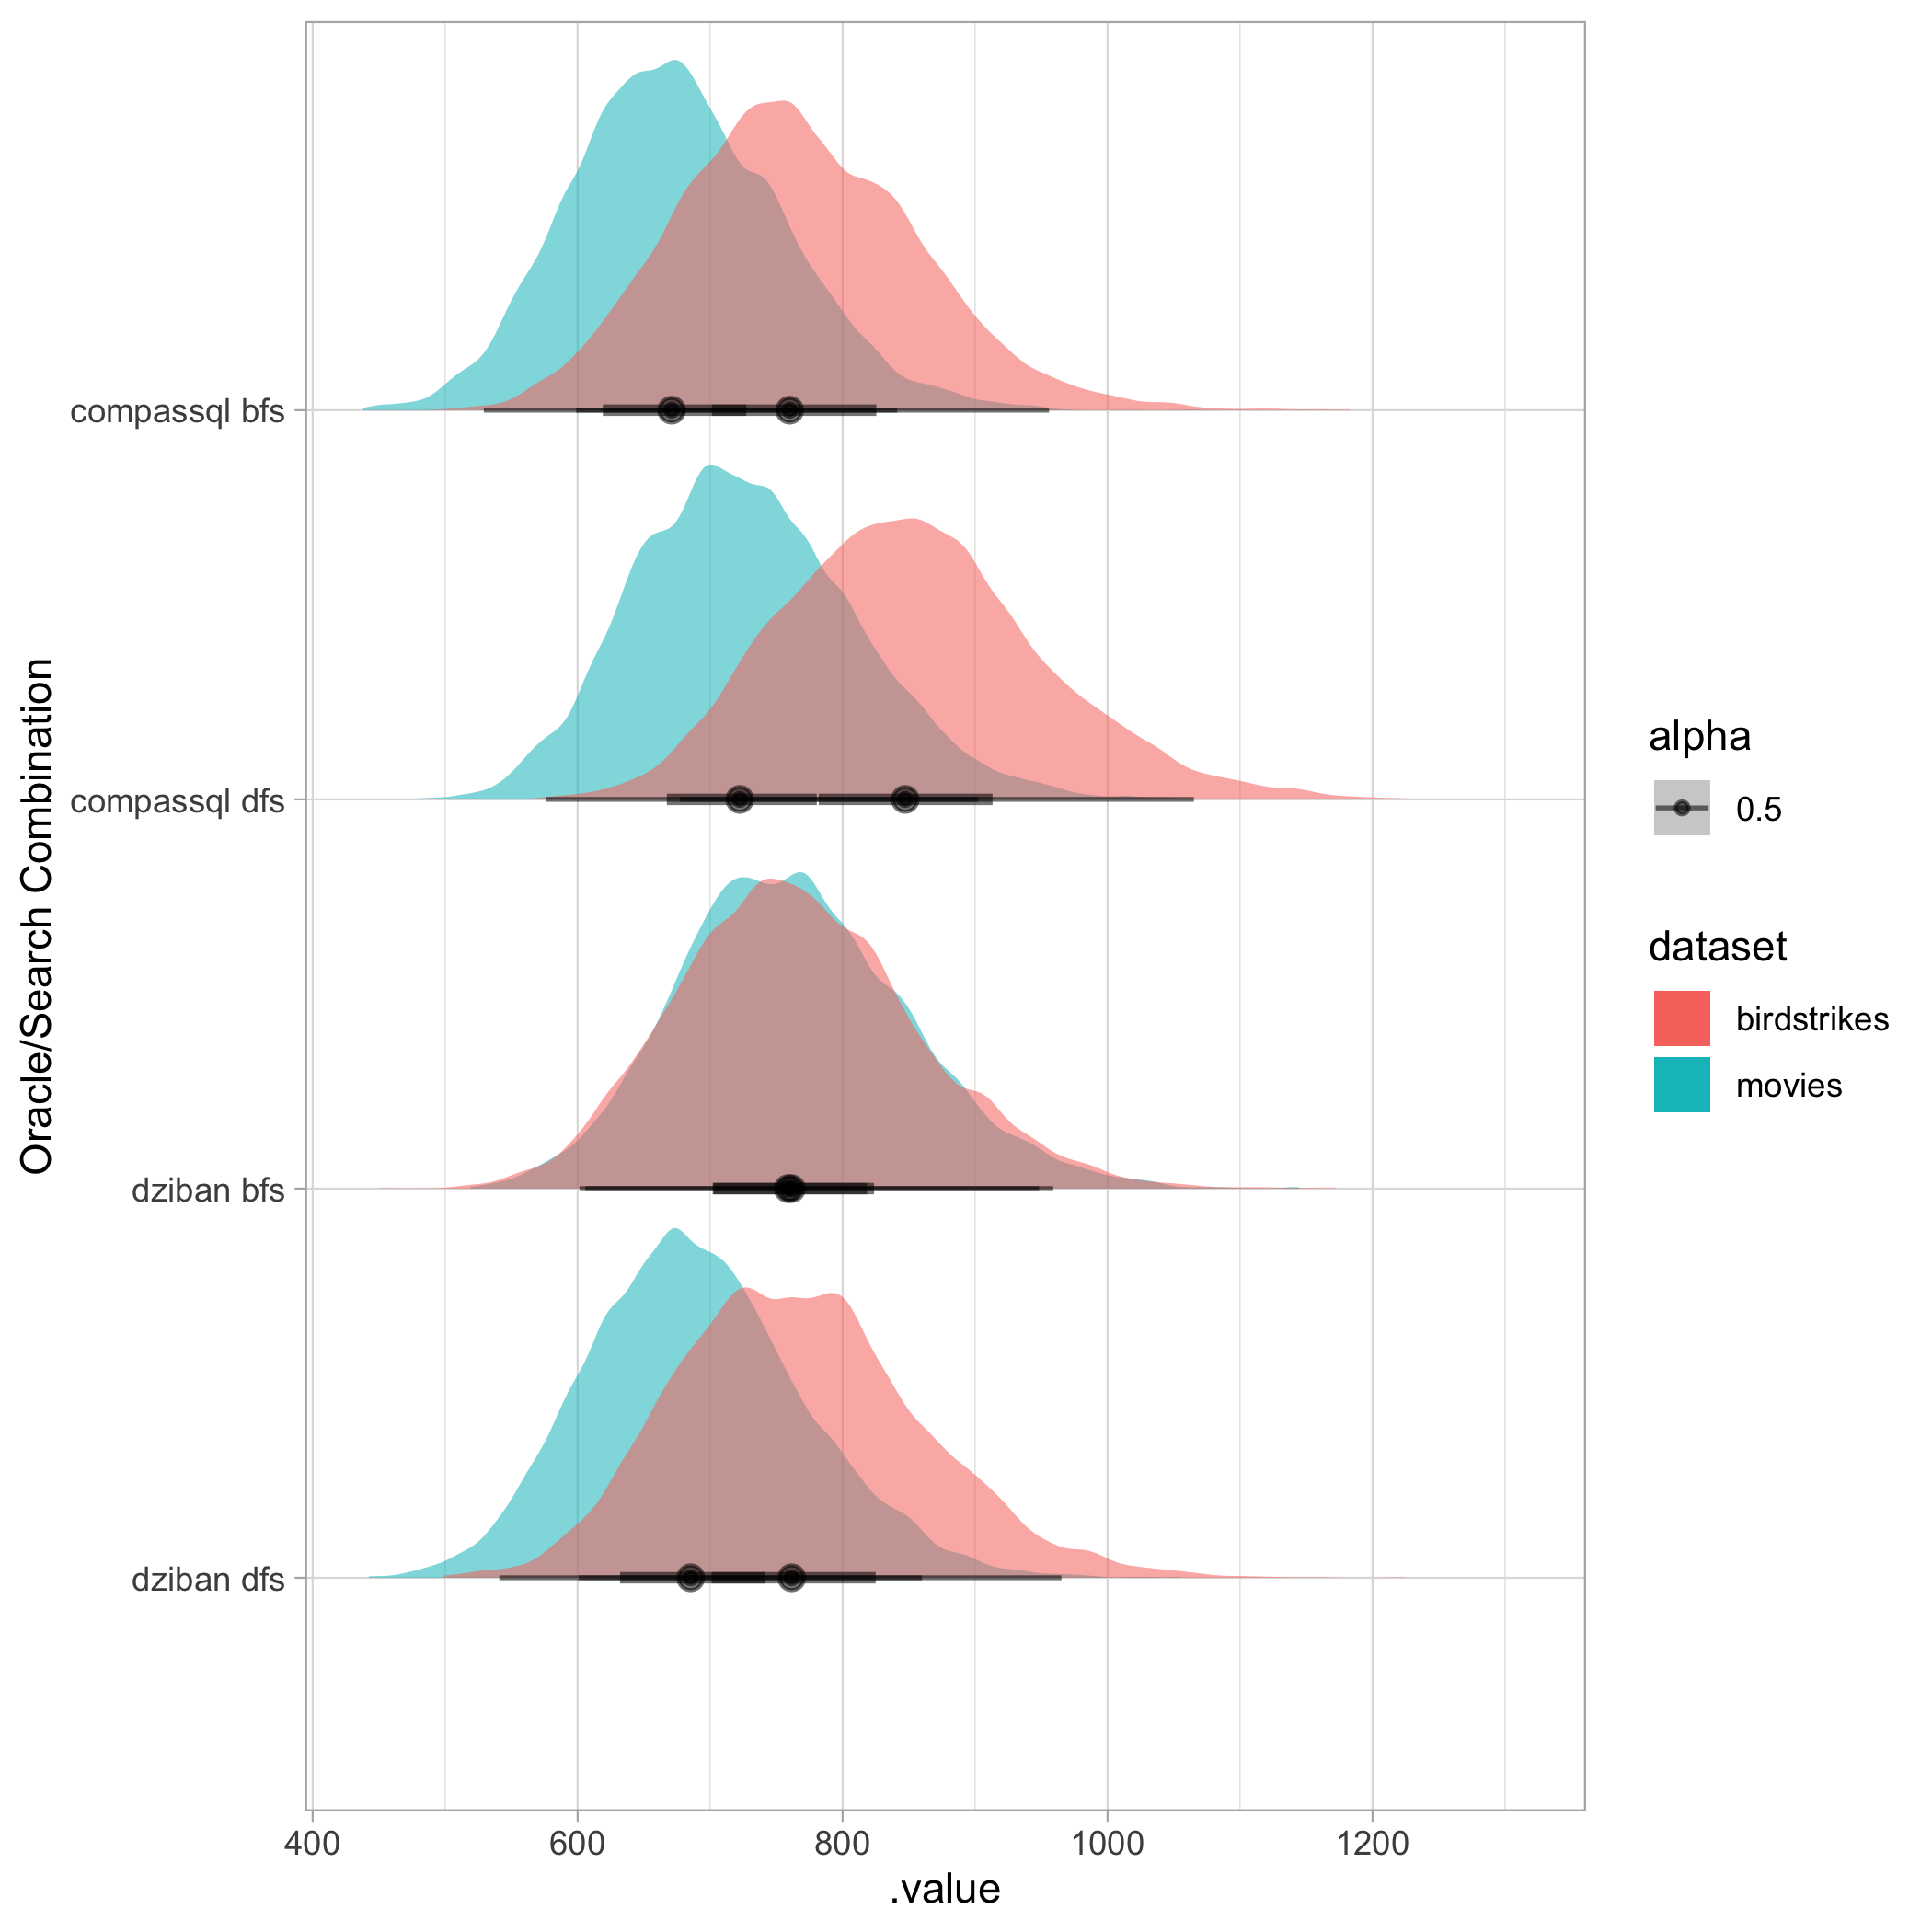 Oracle/Search Combination
compassql bfs
compassql dfs
dziban bfs
dziban dfs
400 600 800 1000 1200
.value
alpha
0.5
dataset
birdstrikes
movies